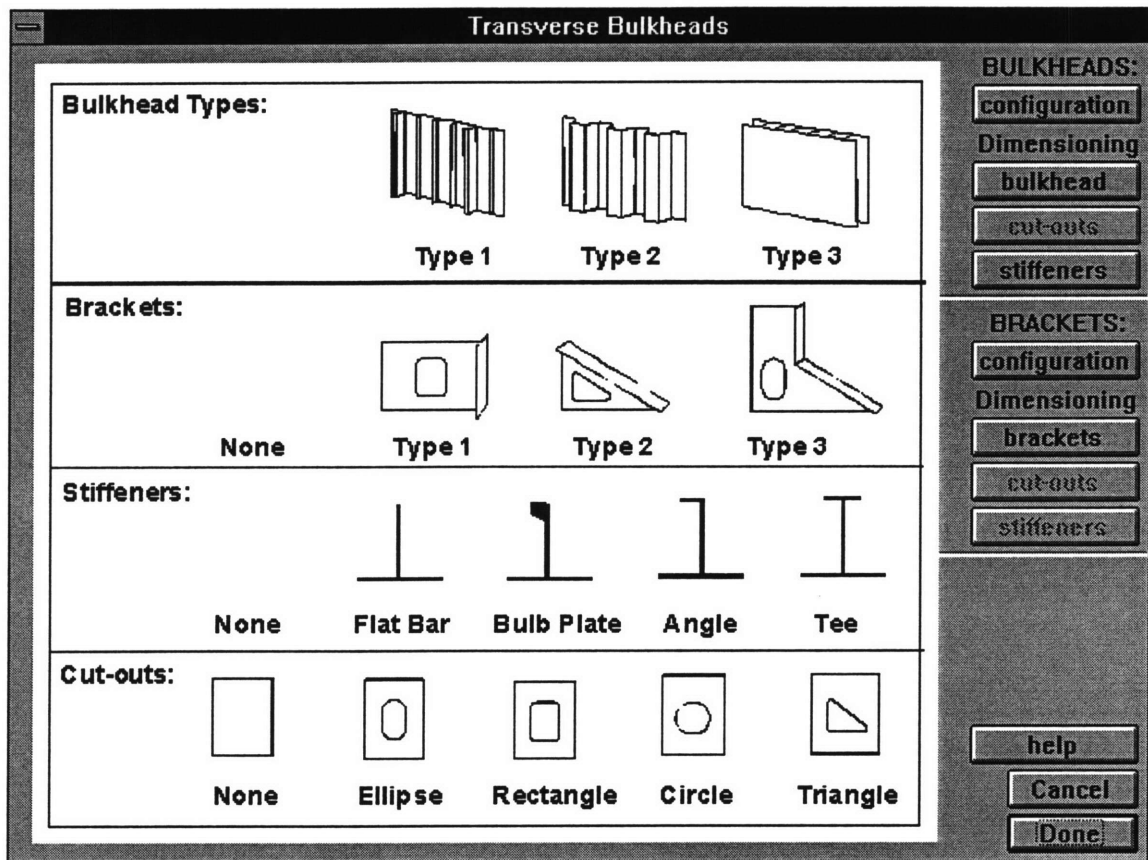 Transverse Bulkheads
Bulkhead Types:
Type 1 Type 2 Type 3
Brackets:
None Type 1 Type 2 Type 3
Stiffeners:
None Flat Bar Bulb Plate Angle Tee
Cut-outs:
None Ellipse Rectangle Circle Triangle
BULKHEADS:
configuration
Dimensioning
bulkhead
cut-outs
stiffeners
BRACKETS:
configuration
Dimensioning
brackets
cut-outs
stiffeners
help
Cancel
Done